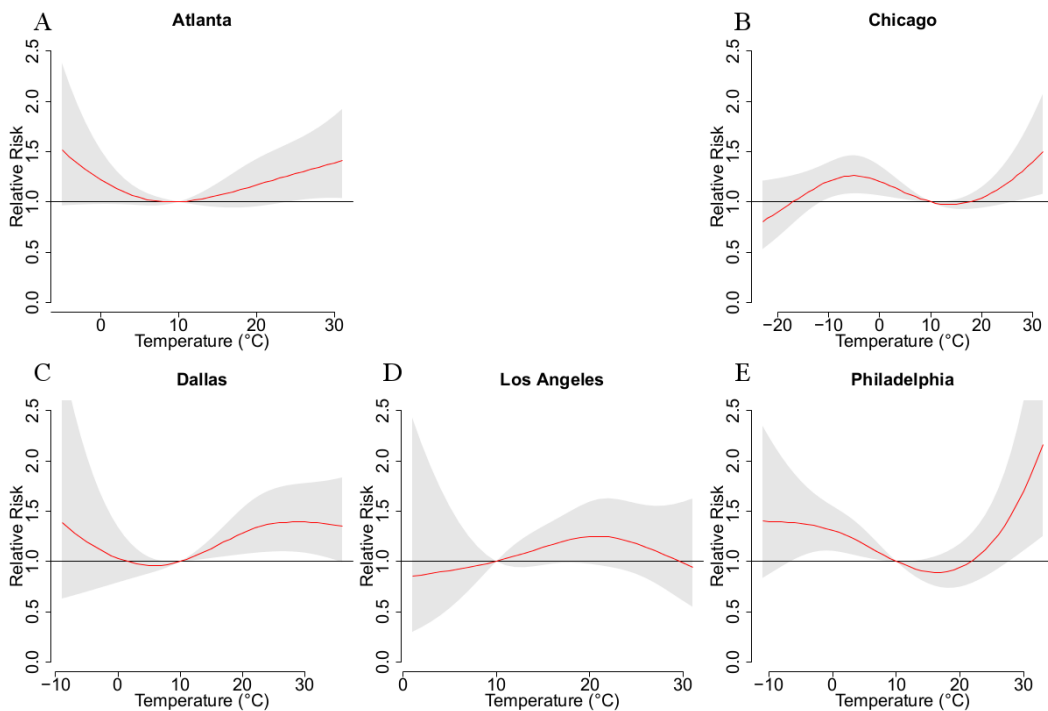 A Atlanta
Relative Risk
0.0 0.5 1.0 1.5 2.0 2.5
0 10 20 30
Temperature (°C)
B Chicago
Relative Risk
0.0 0.5 1.0 1.5 2.0 2.5
−20 −10 0 10 20 30
Temperature (°C)
C Dallas
Relative Risk
0.0 0.5 1.0 1.5 2.0 2.5
−10 0 10 20 30
Temperature (°C)
D Los Angeles
Relative Risk
0.0 0.5 1.0 1.5 2.0 2.5
0 10 20 30
Temperature (°C)
E Philadelphia
Relative Risk
0.0 0.5 1.0 1.5 2.0 2.5
−10 0 10 20 30
Temperature (°C)